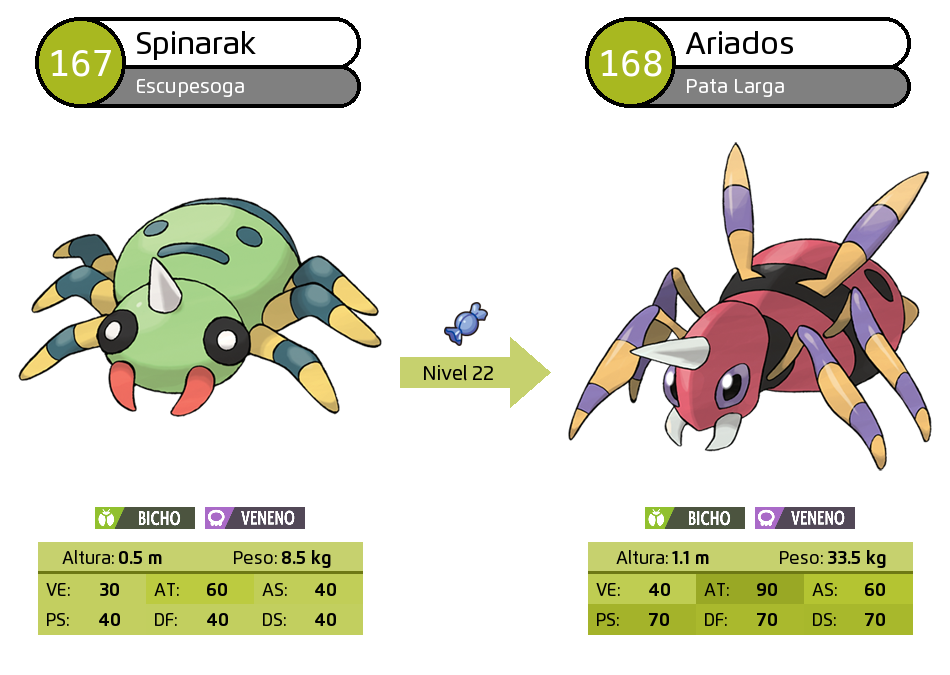 167
Spinarak
Escupesoga
168
Ariados
Pata Larga
Nivel 22
BICHO VENENO
Altura: 0.5 m Peso: 8.5 kg
VE: 30 AT: 60 AS: 40
PS: 40 DF: 40 DS: 40
BICHO VENENO
Altura: 1.1 m Peso: 33.5 kg
VE: 40 AT: 90 AS: 60
PS: 70 DF: 70 DS: 70